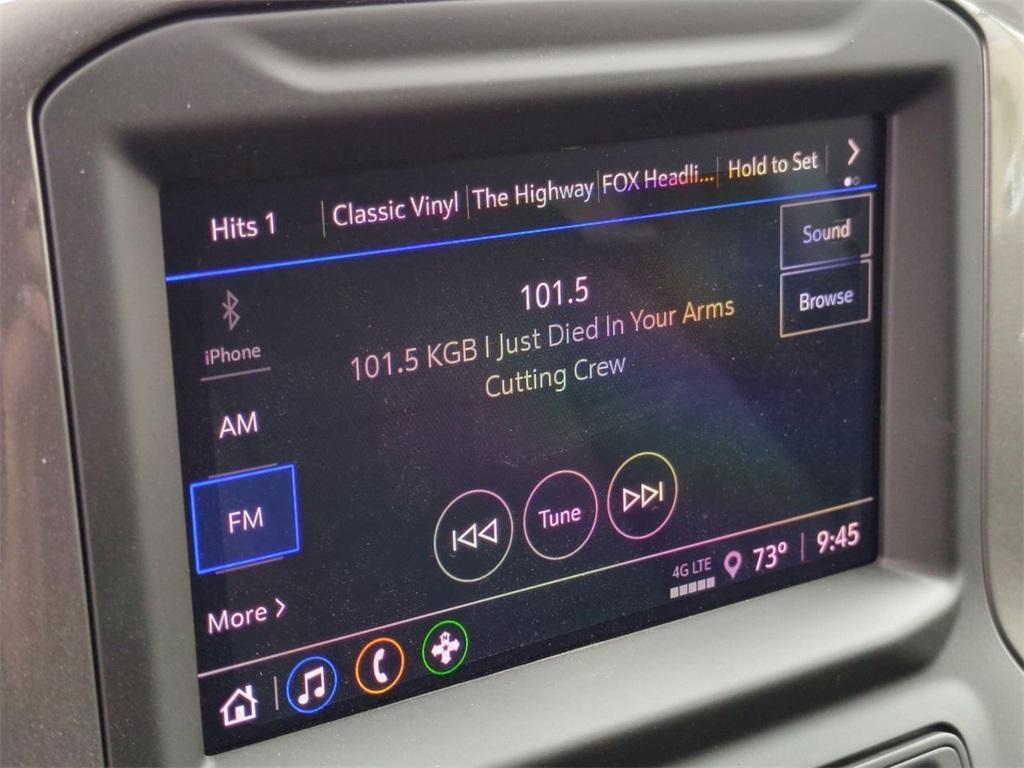 Hits 1 Classic Vinyl The Highway FOX Headli... Hold to Set
Sound
Browse
iPhone
101.5
101.5 KGB I Just Died In Your Arms
Cutting Crew
AM
FM
Tune
More
4G LTE 73° 9:45
N